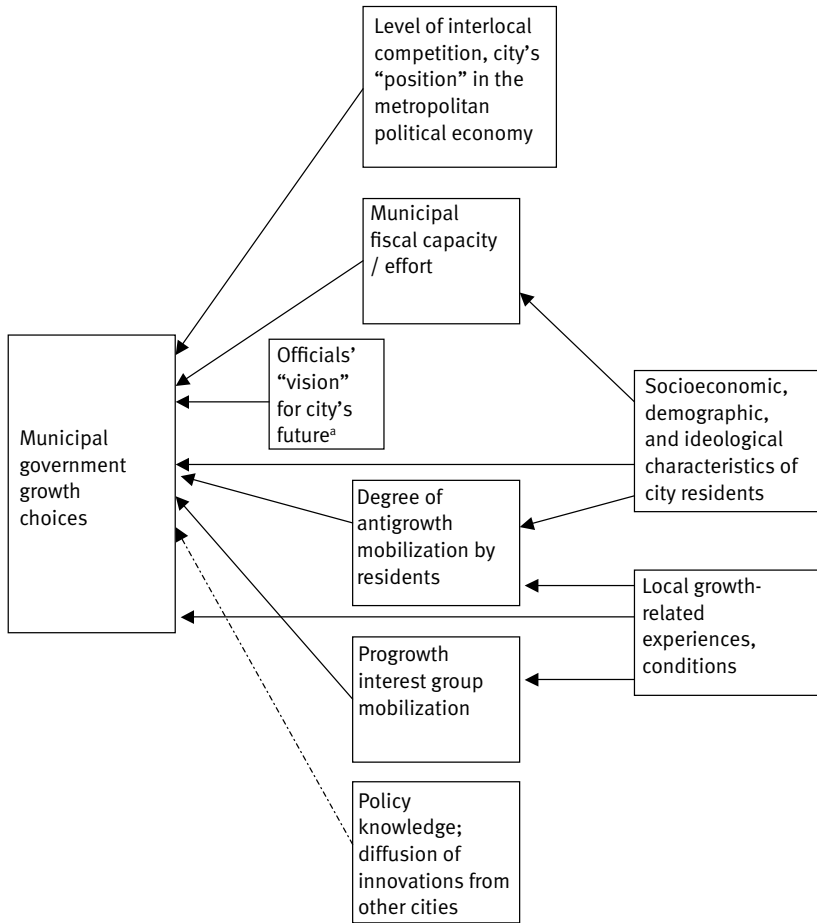 Level of interlocal
competition, city’s
“position” in the
metropolitan
political economy
Municipal
fiscal capacity
/ effort
Officials’
“vision”
for city’s
futureª
Socioeconomic,
demographic,
and ideological
characteristics of
city residents
Municipal
government
growth
choices
Degree of
antigrowth
mobilization by
residents
Local growth-
related
experiences,
conditions
Progrowth
interest group
mobilization
Policy
knowledge;
diffusion of
innovations from
other cities